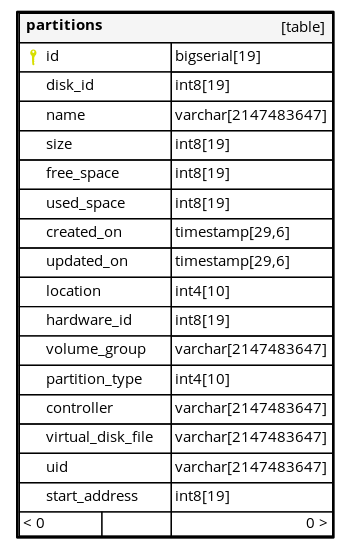 partitions [table]
id bigserial[19]
disk_id int8[19]
name varchar[2147483647]
size int8[19]
free_space int8[19]
used_space int8[19]
created_on timestamp[29,6]
updated_on timestamp[29,6]
location int4[10]
hardware_id int8[19]
volume_group varchar[2147483647]
partition_type int4[10]
controller varchar[2147483647]
virtual_disk_file varchar[2147483647]
uid varchar[2147483647]
start_address int8[19]
< 0 0 >